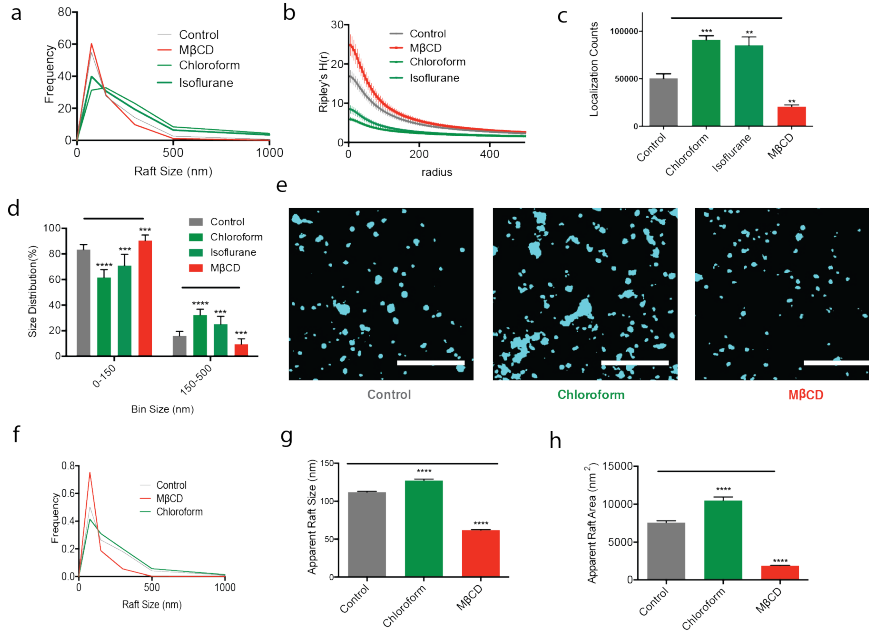 a
80
60
40
20
0
Frequency
0
500
1000
Raft Size (nm)
Control
MβCD
Chloroform
Isoflurane
b
30
20
10
0
Ripley's H(r)
0
200
400
radius
Control
MβCD
Chloroform
Isoflurane
c
100000
50000
0
Localization Counts
***
**
**
Control
Chloroform
Isoflurane
MβCD
d
100
80
60
40
20
0
Size Distribution(%)
****
***
***
****
***
***
0-150
150-500
Bin Size (nm)
Control
Chloroform
Isoflurane
MβCD
e
Control
Chloroform
MβCD
f
0.8
0.6
0.4
0.2
0.0
Frequency
0
500
1000
Raft Size (nm)
Control
MβCD
Chloroform
g
150
100
50
0
Apparent Raft Size (nm)
****
****
Control
Chloroform
MβCD
h
15000
10000
5000
0
Apparent Raft Area (nm²)
****
****
Control
Chloroform
MβCD